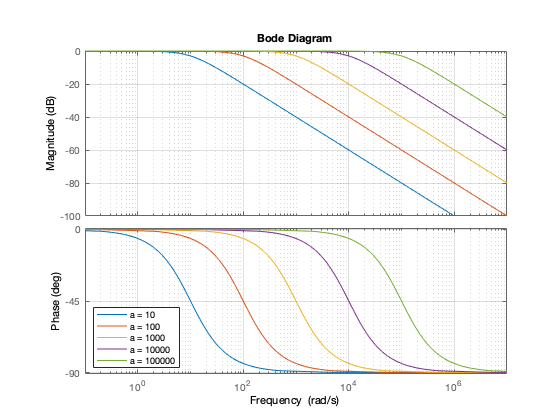 Bode Diagram
Magnitude (dB)
0
-20
-40
-60
-80
-100
Phase (deg)
0
-45
-90
a = 10
a = 100
a = 1000
a = 10000
a = 100000
10^0
10^2
10^4
10^6
Frequency (rad/s)